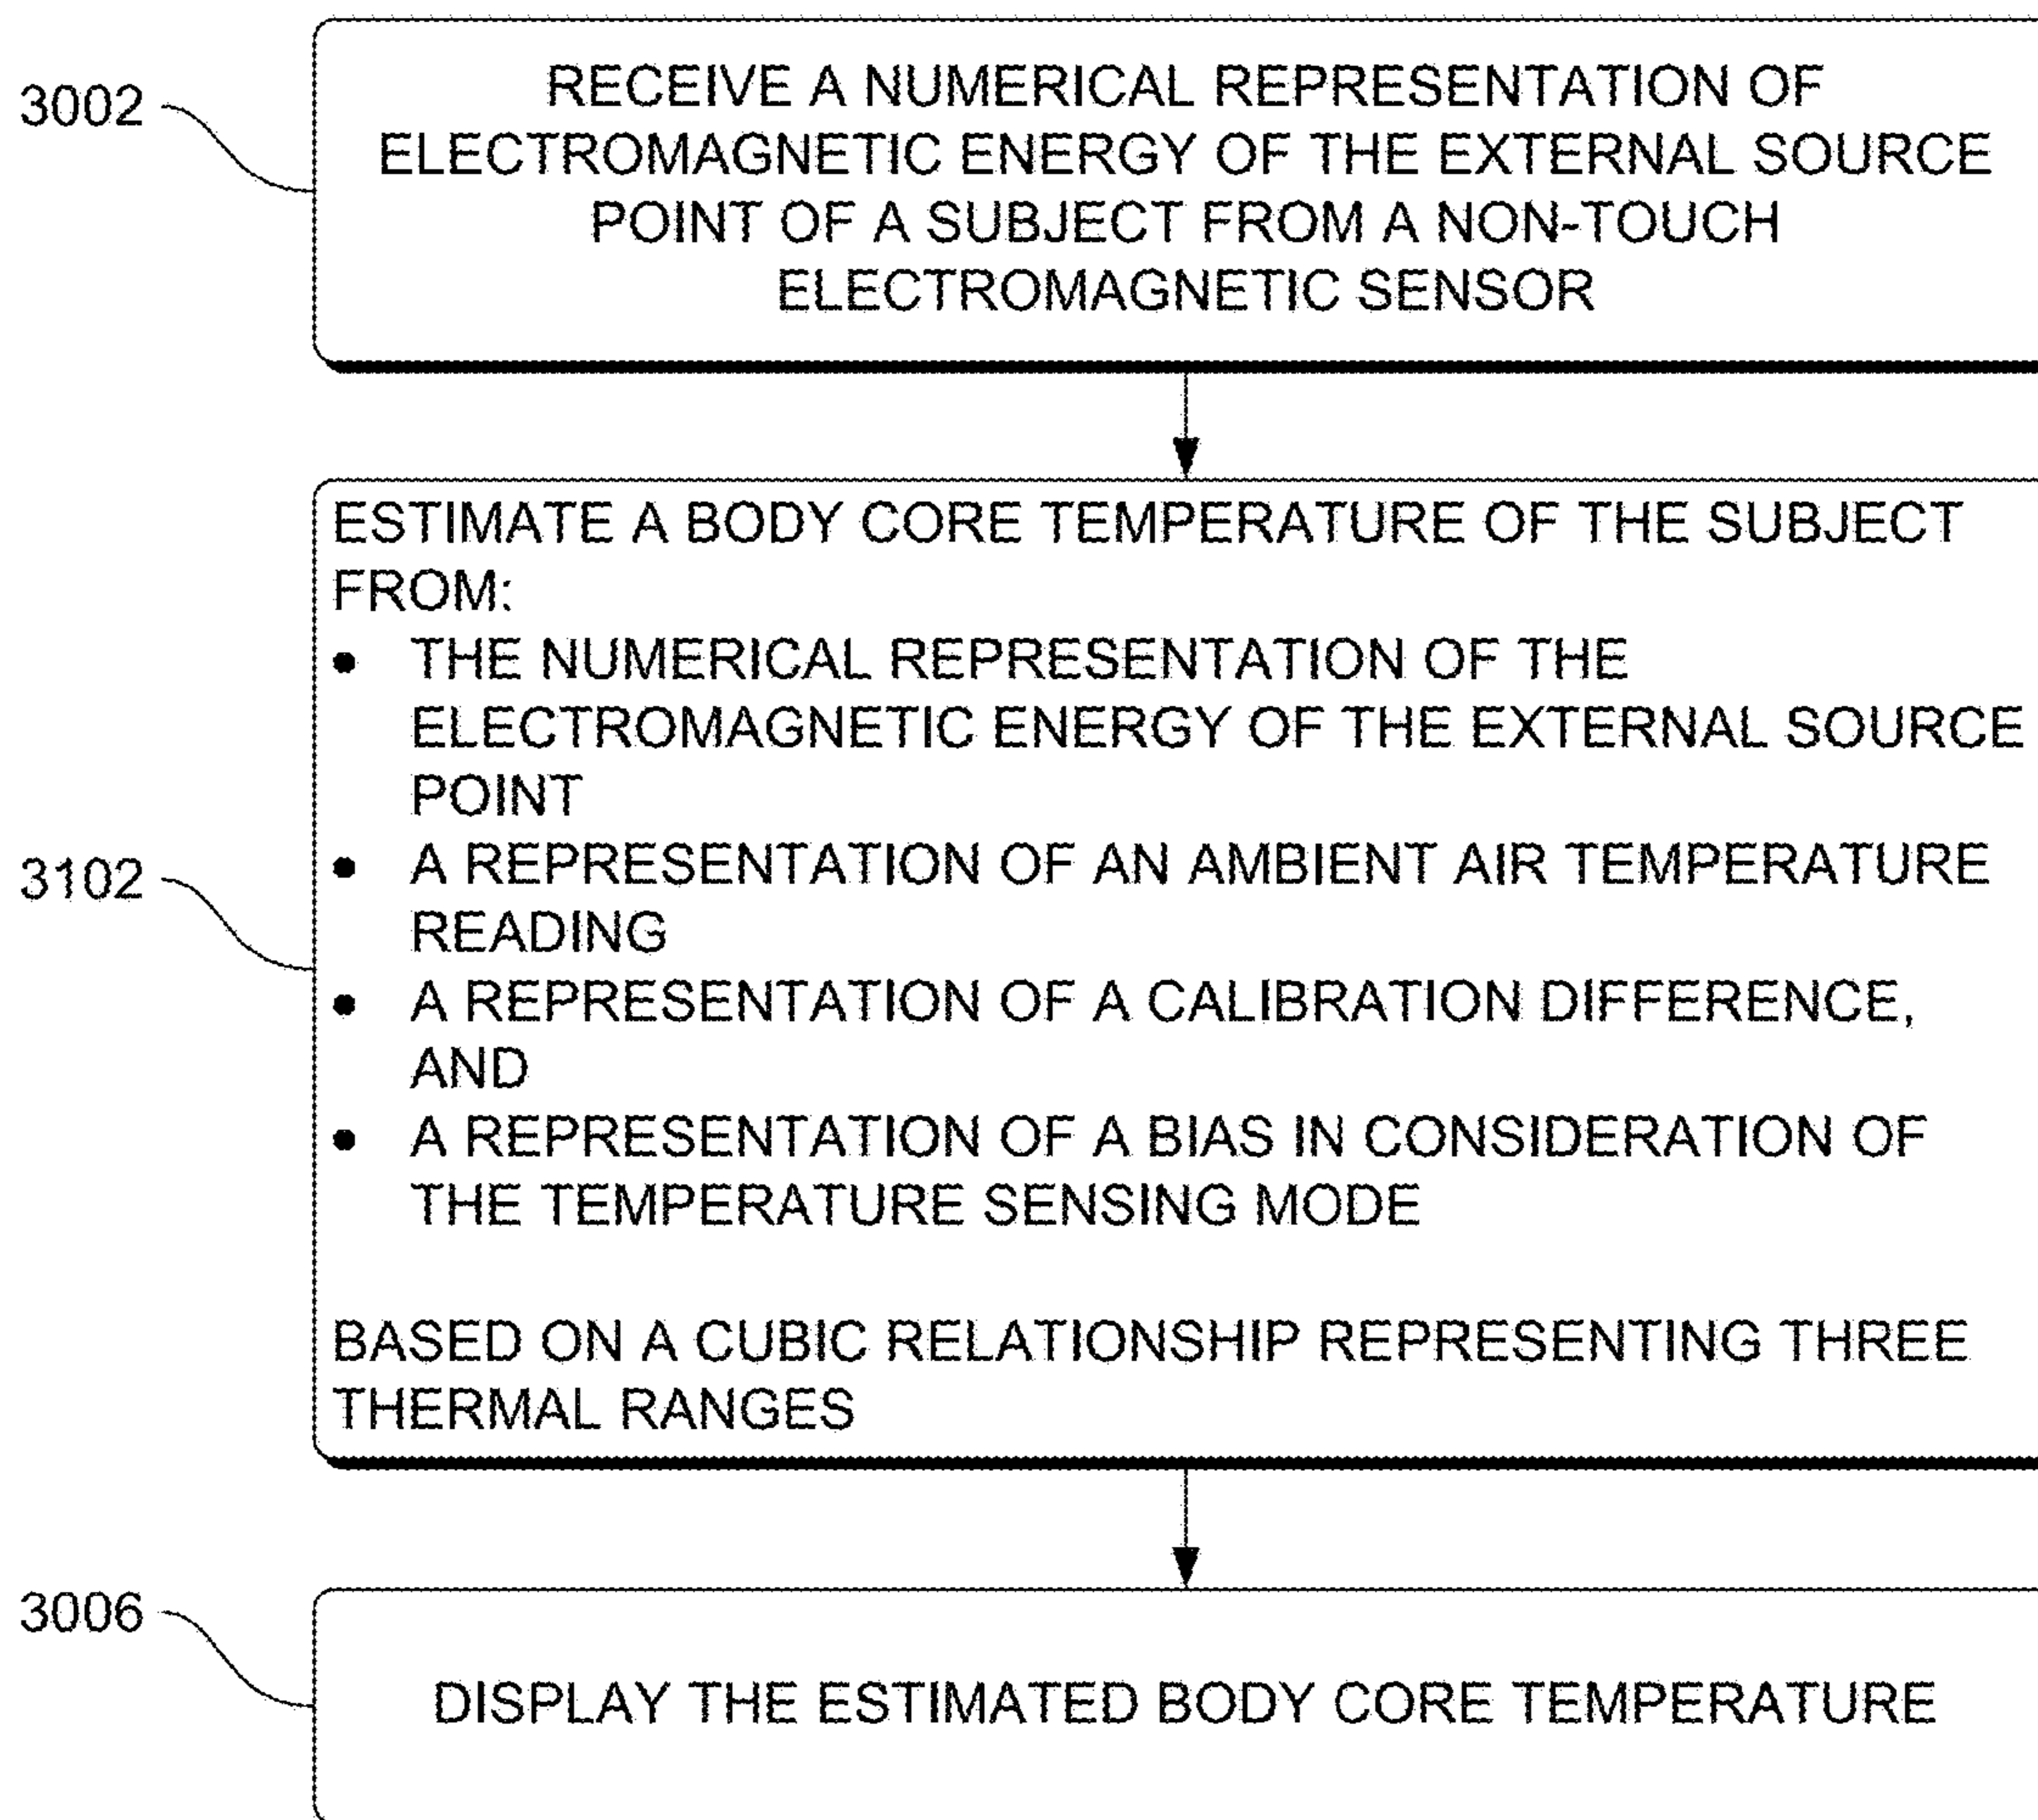 3002
RECEIVE A NUMERICAL REPRESENTATION OF
ELECTROMAGNETIC ENERGY OF THE EXTERNAL SOURCE
POINT OF A SUBJECT FROM A NON-TOUCH
ELECTROMAGNETIC SENSOR
ESTIMATE A BODY CORE TEMPERATURE OF THE SUBJECT
FROM:
• THE NUMERICAL REPRESENTATION OF THE
ELECTROMAGNETIC ENERGY OF THE EXTERNAL SOURCE
POINT
3102
• A REPRESENTATION OF AN AMBIENT AIR TEMPERATURE
READING
• A REPRESENTATION OF A CALIBRATION DIFFERENCE,
AND
• A REPRESENTATION OF A BIAS IN CONSIDERATION OF
THE TEMPERATURE SENSING MODE
BASED ON A CUBIC RELATIONSHIP REPRESENTING THREE
THERMAL RANGES
3006
DISPLAY THE ESTIMATED BODY CORE TEMPERATURE